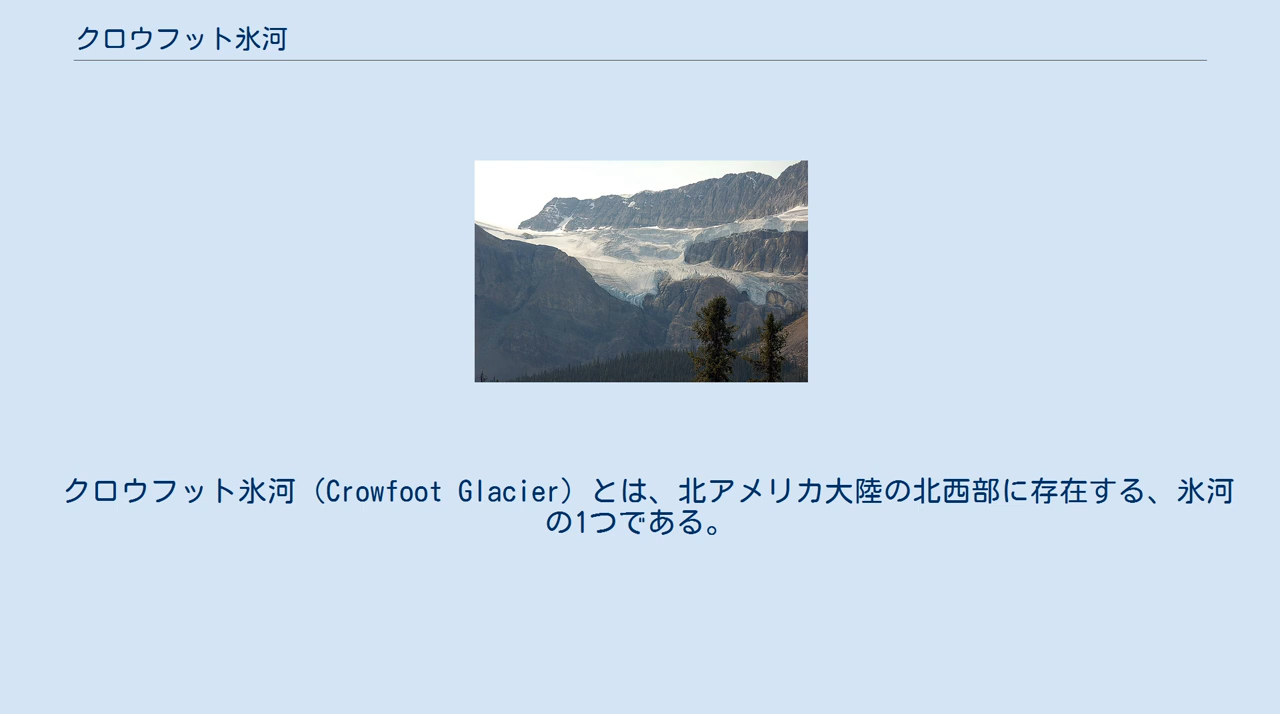 クロウフット氷河
クロウフット氷河（Crowfoot Glacier）とは、北アメリカ大陸の北西部に存在する、氷河
の1つである。